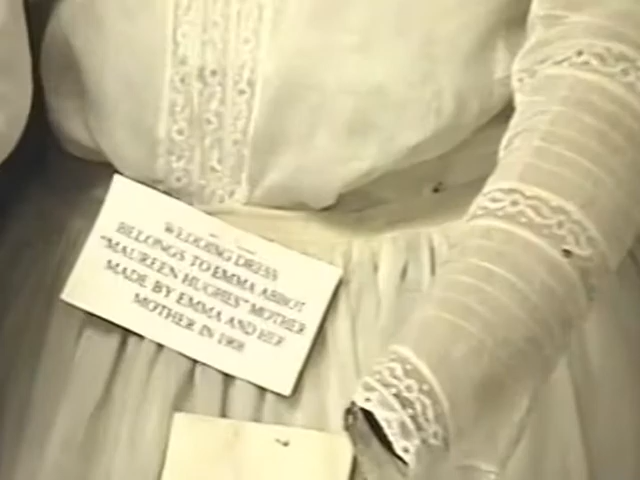 WEDDING DRESS
BELONGS TO EMMA ABBOT
"MAUREEN HUGHES" MOTHER
MADE BY EMMA AND HER
MOTHER IN 1908